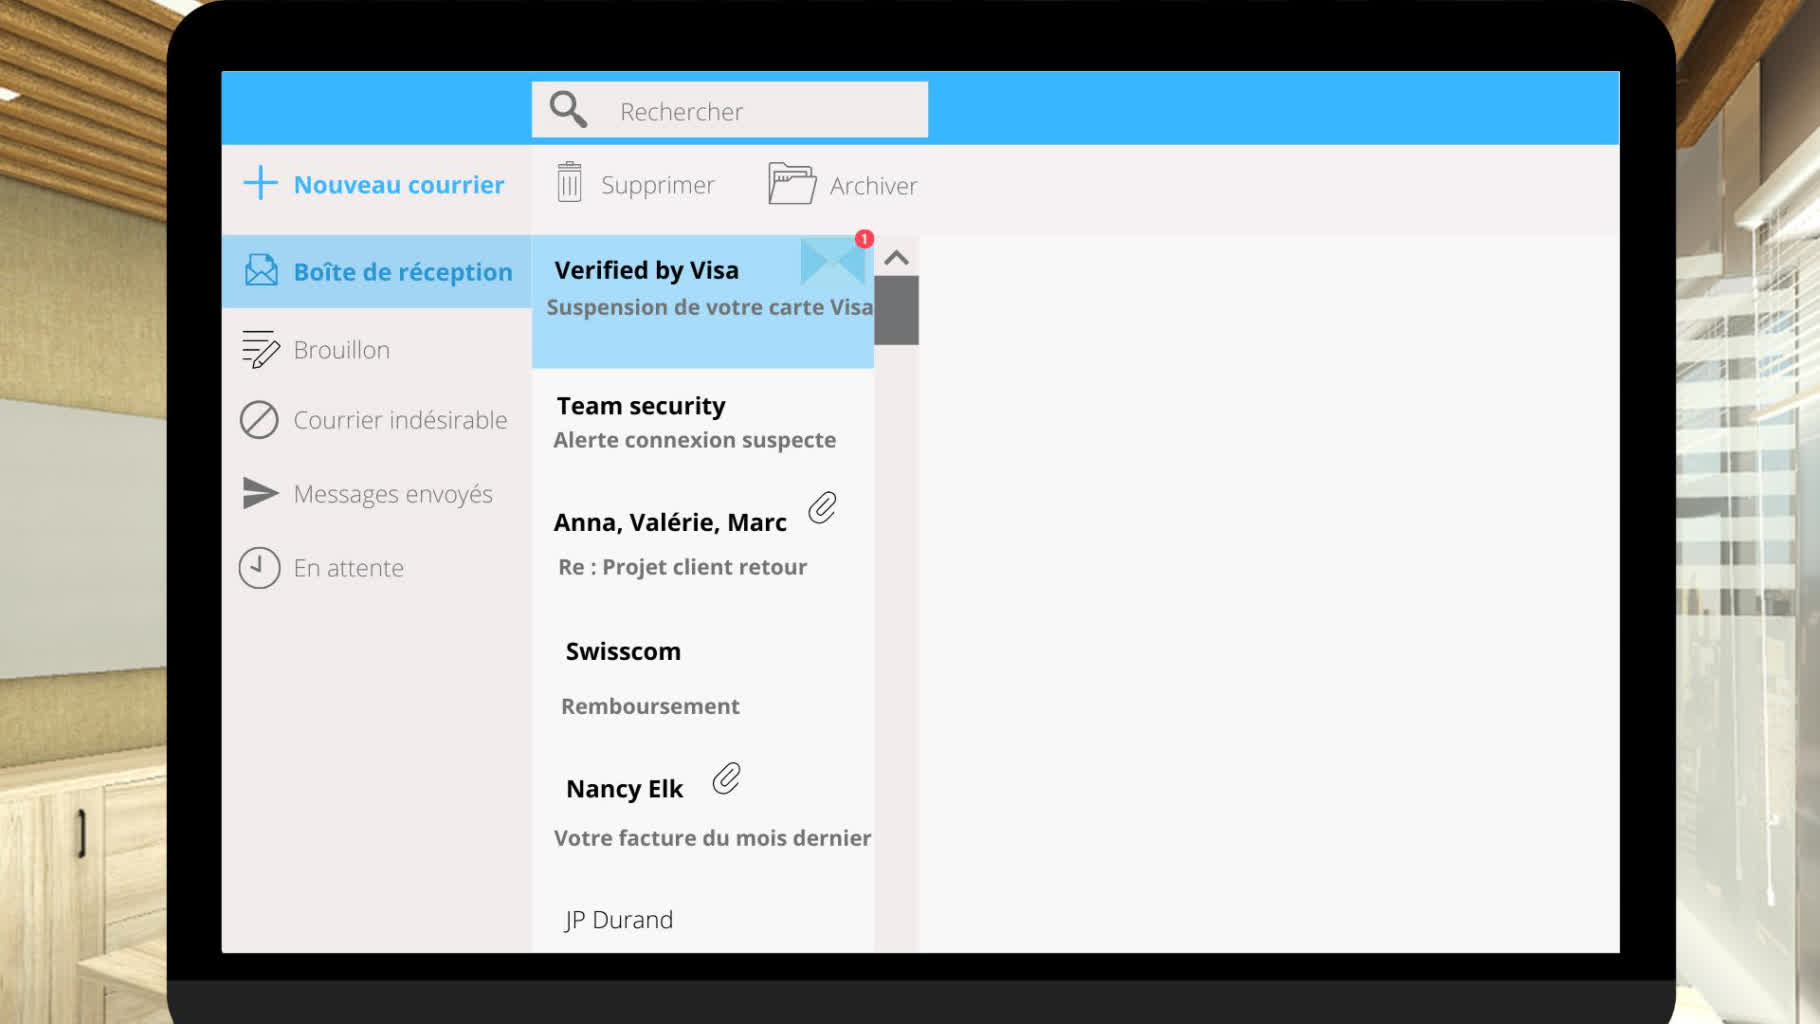 Rechercher
Nouveau courrier
Supprimer
Archiver
Boîte de réception
Brouillon
Courrier indésirable
Messages envoyés
En attente
1
Verified by Visa
Suspension de votre carte Visa
Team security
Alerte connexion suspecte
Anna, Valérie, Marc
Re : Projet client retour
Swisscom
Remboursement
Nancy Elk
Votre facture du mois dernier
JP Durand